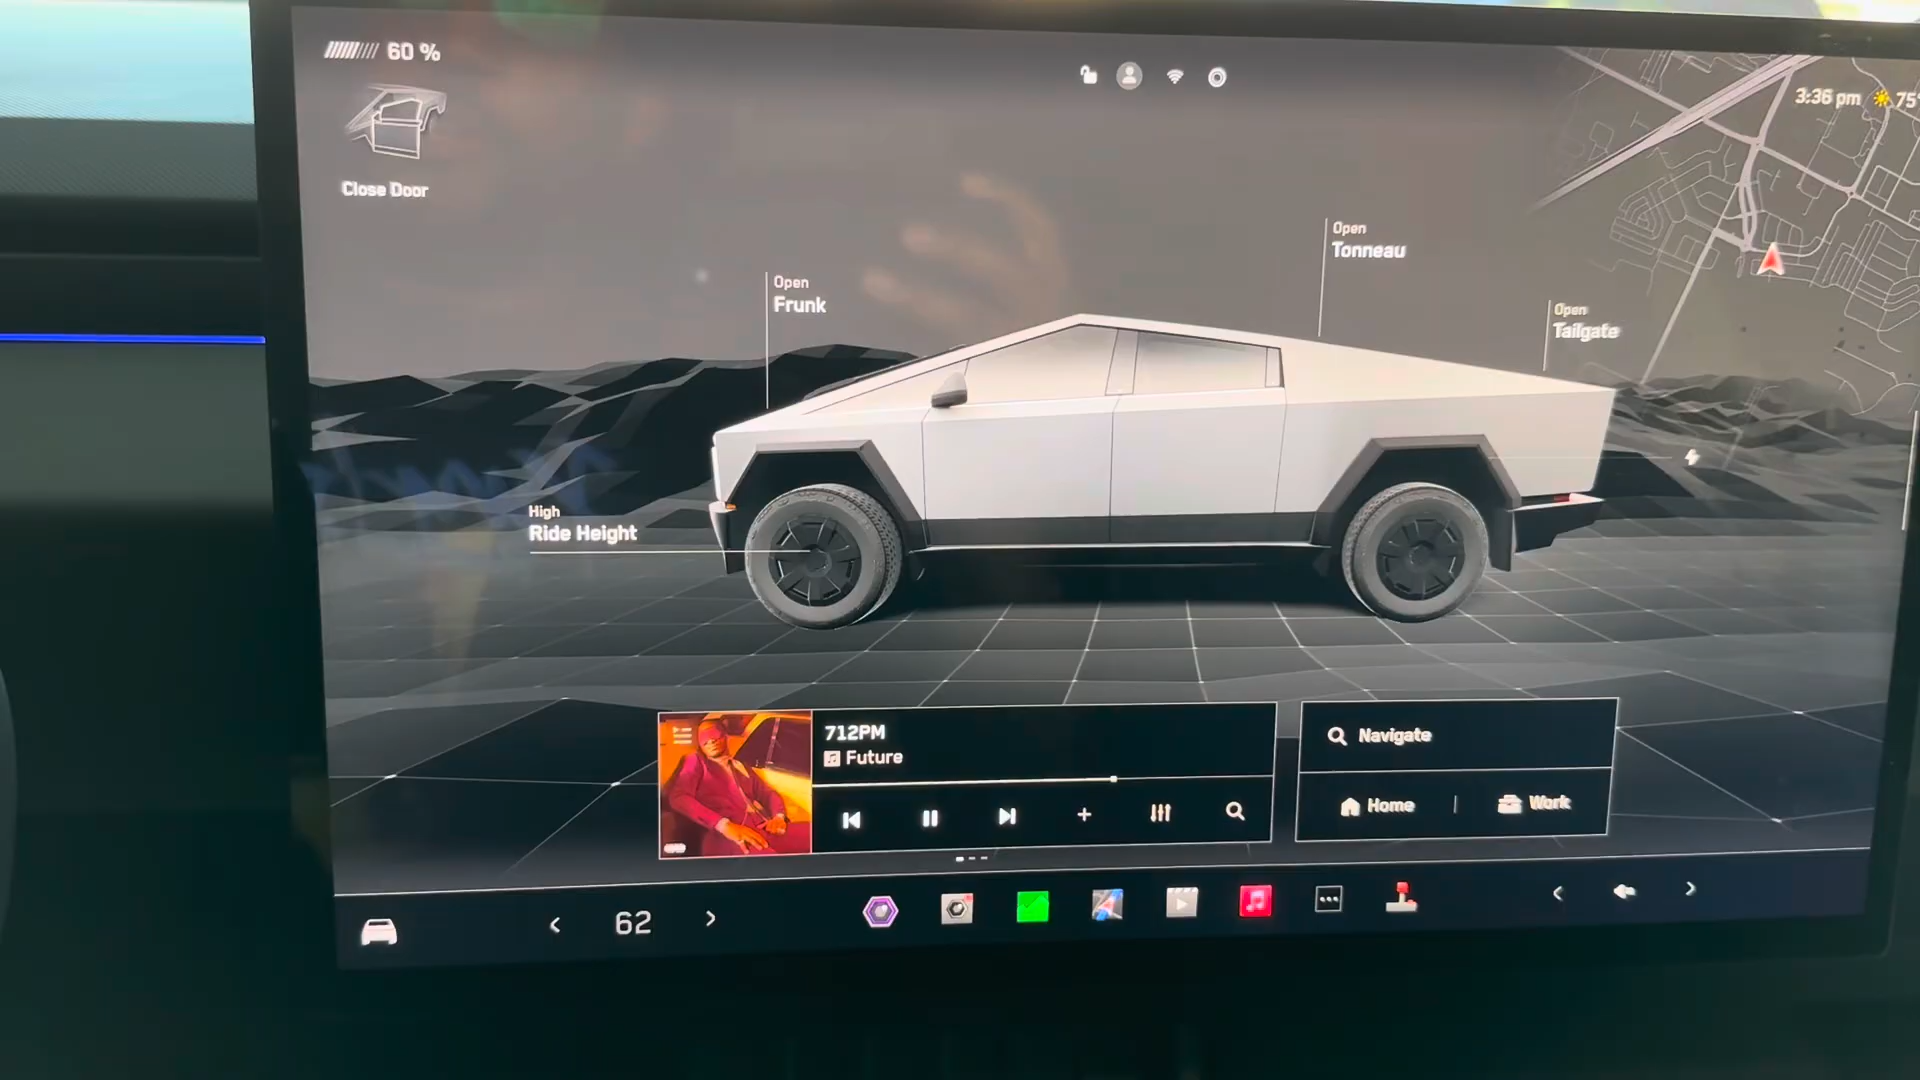 60 %
3:36 pm 75°
Close Door
Open
Tonneau
Open
Frunk
Open
Tailgate
High
Ride Height
712PM
Future
Navigate
Home | Work
62